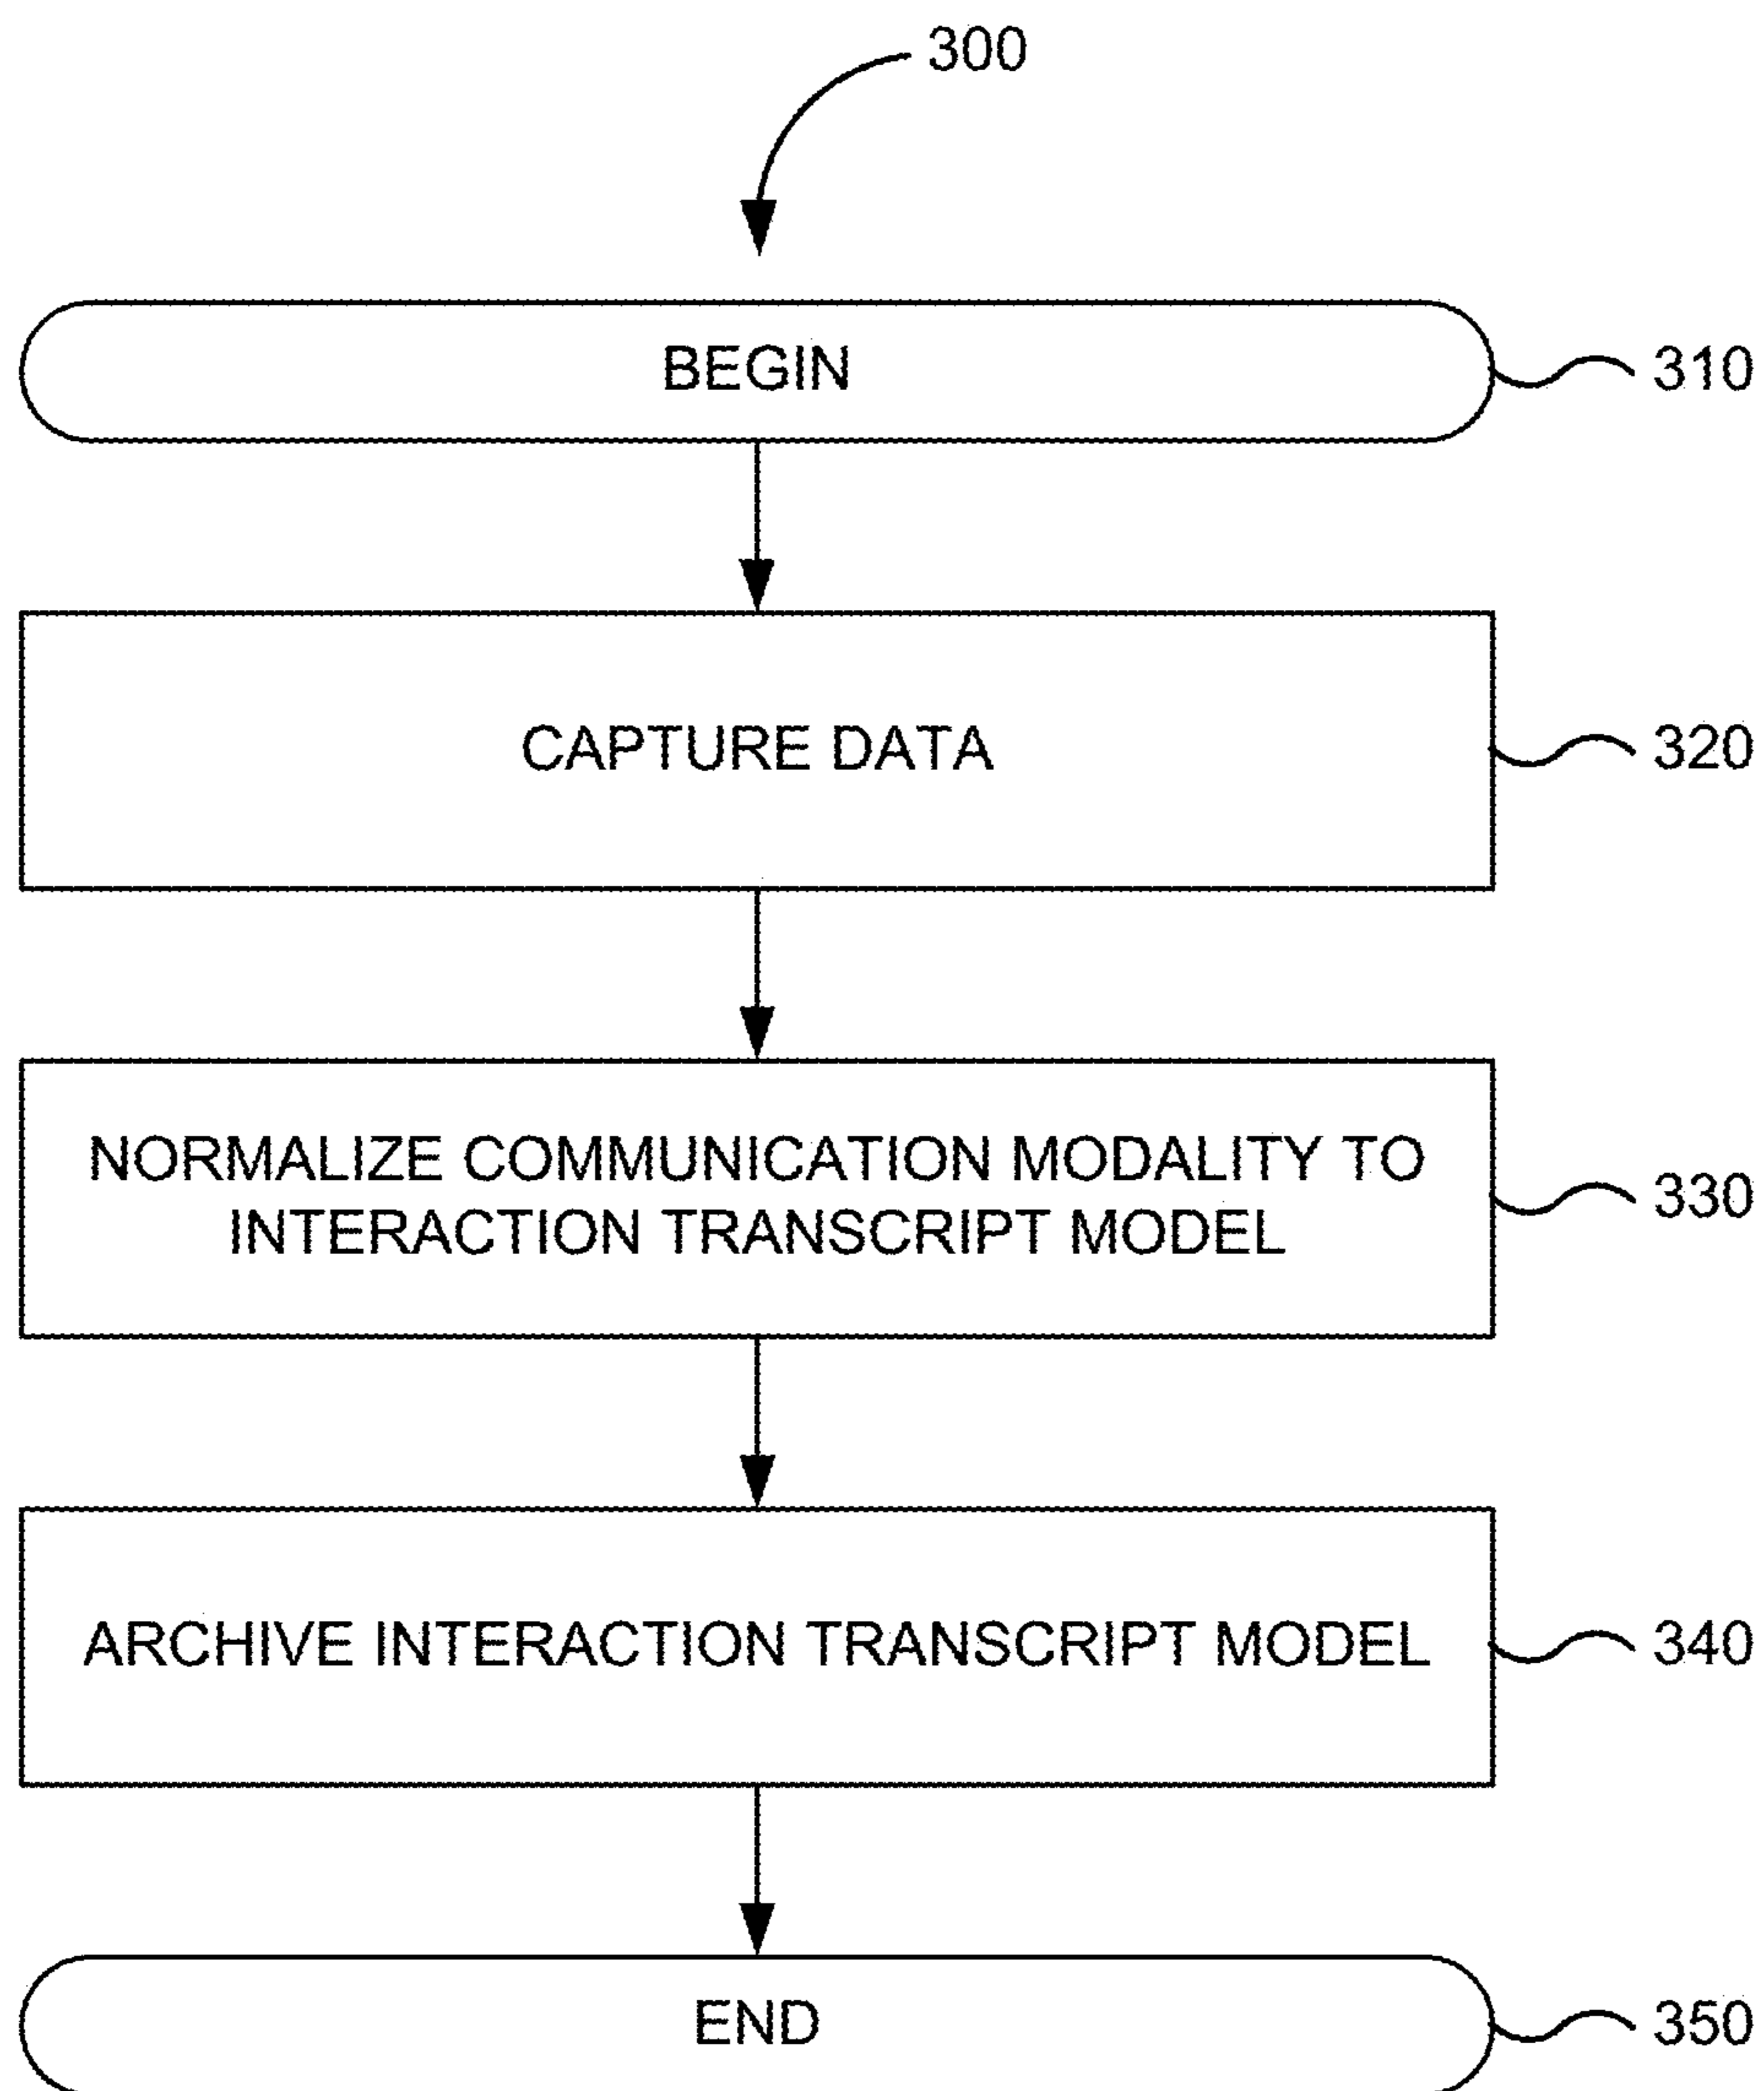 300
BEGIN
310
CAPTURE DATA
320
NORMALIZE COMMUNICATION MODALITY TO
INTERACTION TRANSCRIPT MODEL
330
ARCHIVE INTERACTION TRANSCRIPT MODEL
340
END
350